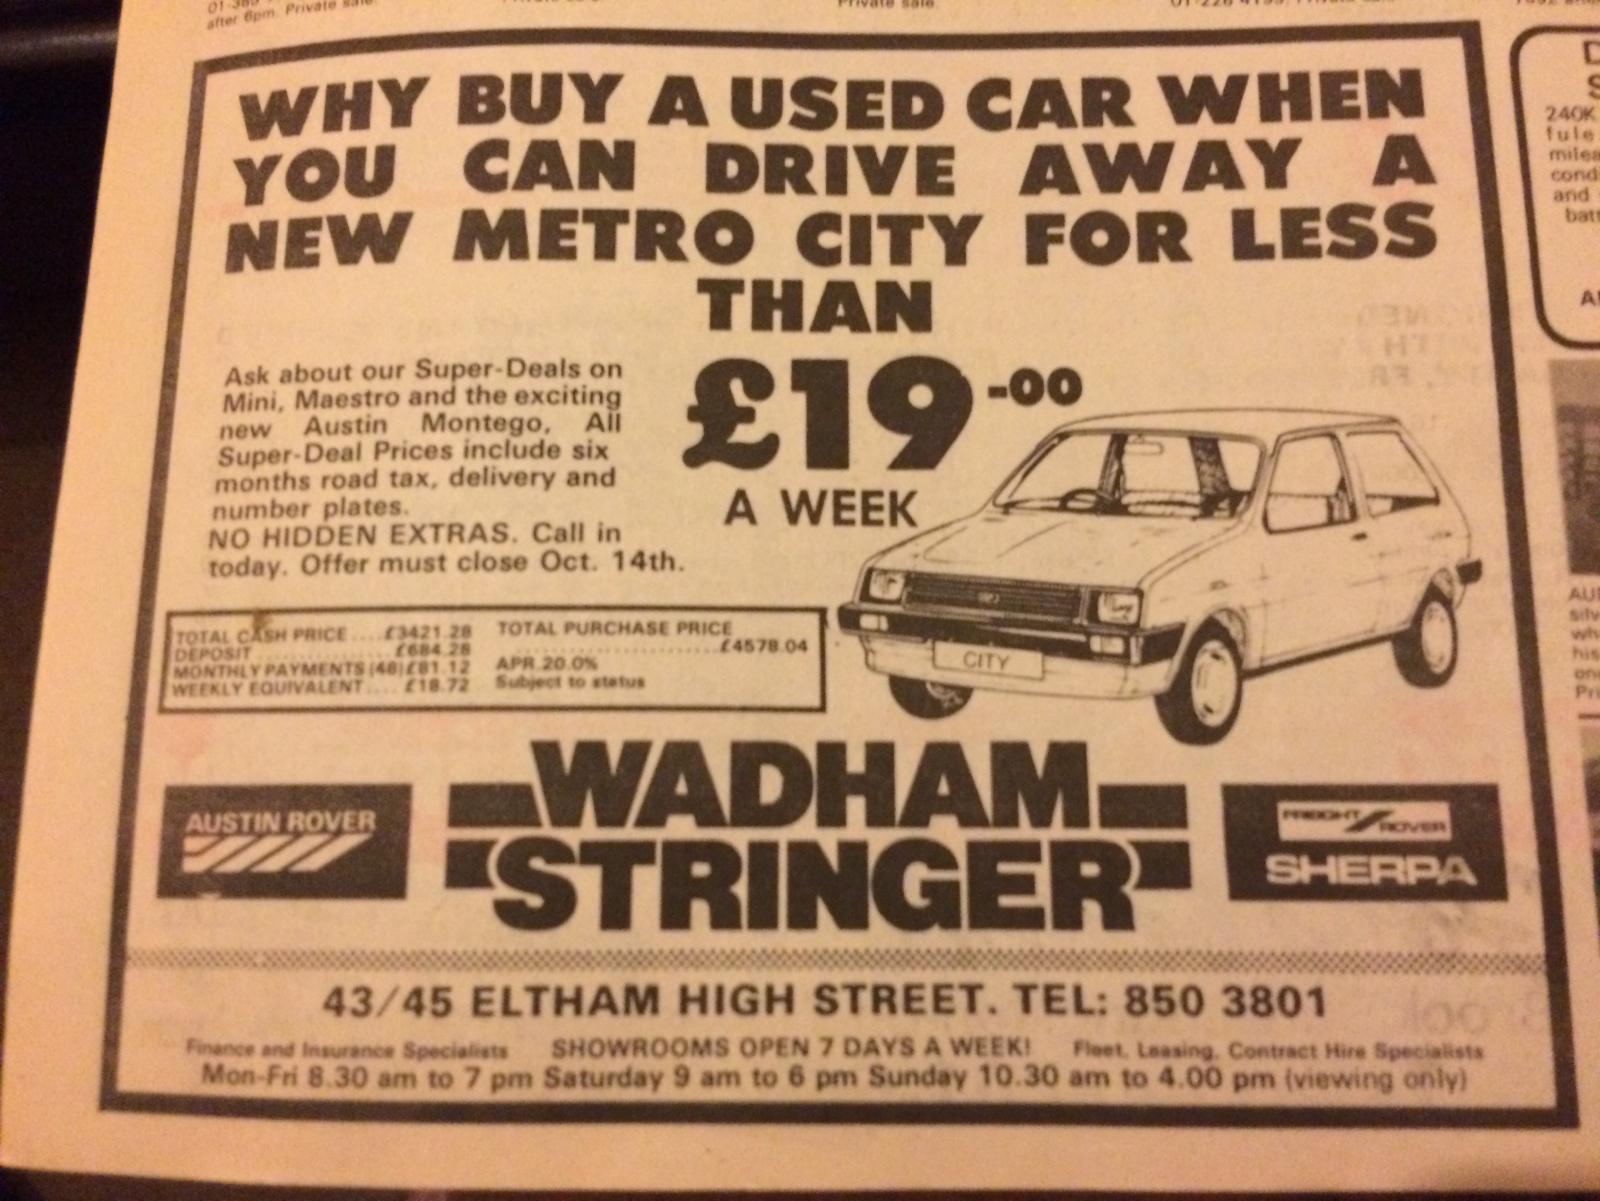 after 6pm. Private sale.
Private sale.
WHY BUY A USED CAR WHEN
YOU CAN DRIVE AWAY A
NEW METRO CITY FOR LESS
THAN
£19-00
A WEEK
Ask about our Super-Deals on
Mini, Maestro and the exciting
new Austin Montego, All
Super-Deal Prices include six
months road tax, delivery and
number plates.
NO HIDDEN EXTRAS. Call in
today. Offer must close Oct. 14th.
TOTAL CASH PRICE ....£3421.28
DEPOSIT ....................£684.28
MONTHLY PAYMENTS (48)£81.12
WEEKLY EQUIVALENT .... £18.72
TOTAL PURCHASE PRICE
..........................£4578.04
APR.20.0%
Subject to status
CITY
AUSTIN ROVER
WADHAM
STRINGER
FREIGHT ROVER
SHERPA
43/45 ELTHAM HIGH STREET. TEL: 850 3801
Finance and Insurance Specialists SHOWROOMS OPEN 7 DAYS A WEEK! Fleet, Leasing, Contract Hire Specialists
Mon-Fri 8.30 am to 7 pm Saturday 9 am to 6 pm Sunday 10.30 am to 4.00 pm (viewing only)
240K